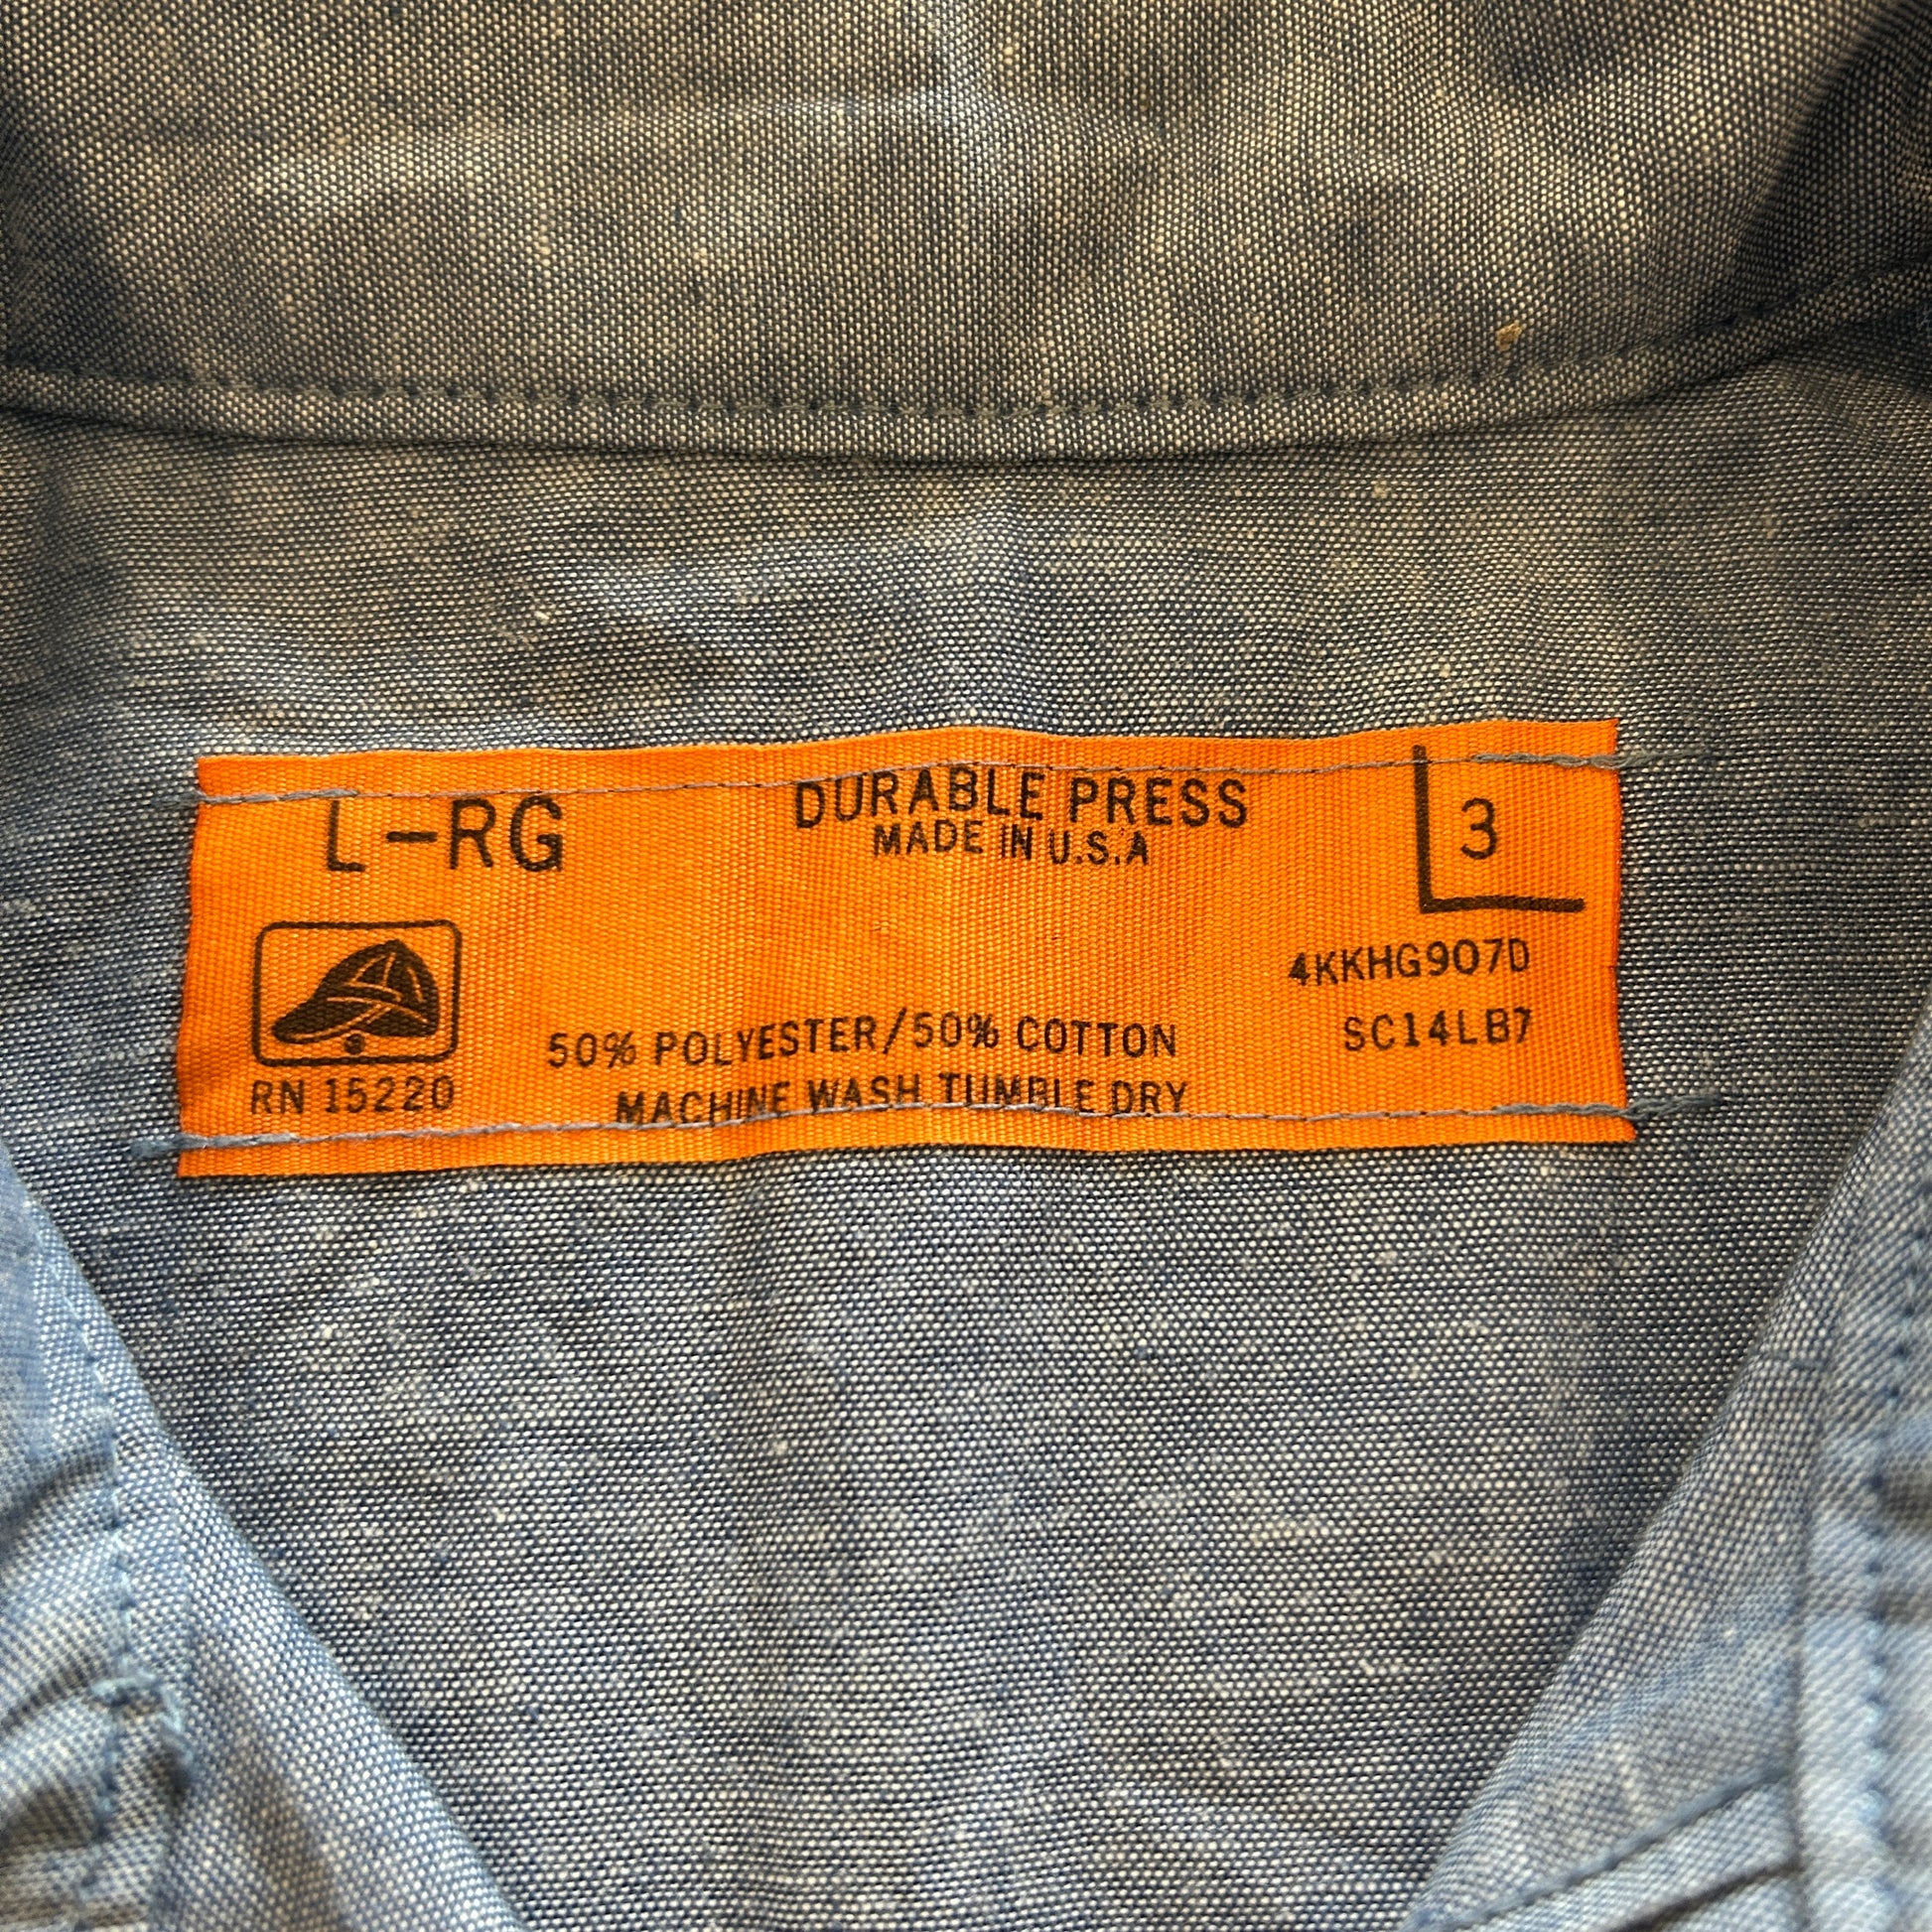 L-RG
DURABLE PRESS
MADE IN U.S.A
L 3
4KKHG907D
SC14LB7
RN 15220
50% POLYESTER/50% COTTON
MACHINE WASH TUMBLE DRY